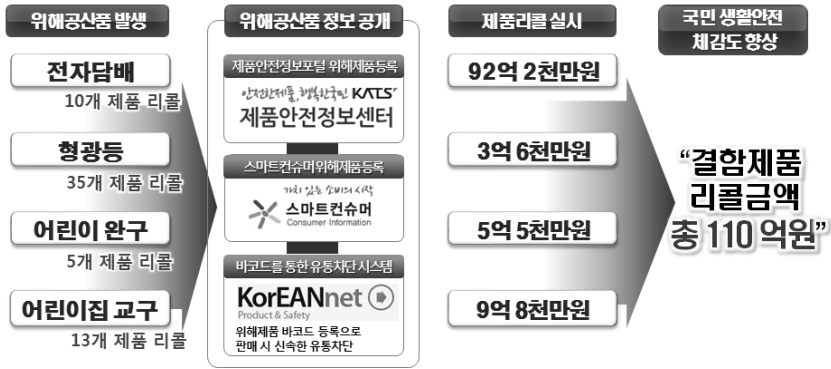 위해공산품 발생
전자담배
10개 제품 리콜
형광등
35개 제품 리콜
어린이 완구
5개 제품 리콜
어린이집 교구
13개 제품 리콜
위해공산품 정보 공개
제품안전정보포털 위해제품등록
안전한제품, 행복한국민 KATS
제품안전정보센터
스마트컨슈머위해제품등록
가치 있는 소비의 시작
스마트컨슈머
Consumer Information
바코드를 통한 유통차단 시스템
KorEANnet
Product & Safety
위해제품 바코드 등록으로
판매 시 신속한 유통차단
제품리콜 실시
92억 2천만원
3억 6천만원
5억 5천만원
9억 8천만원
국민 생활안전
체감도 향상
“결함제품
리콜금액
총 110 억원”